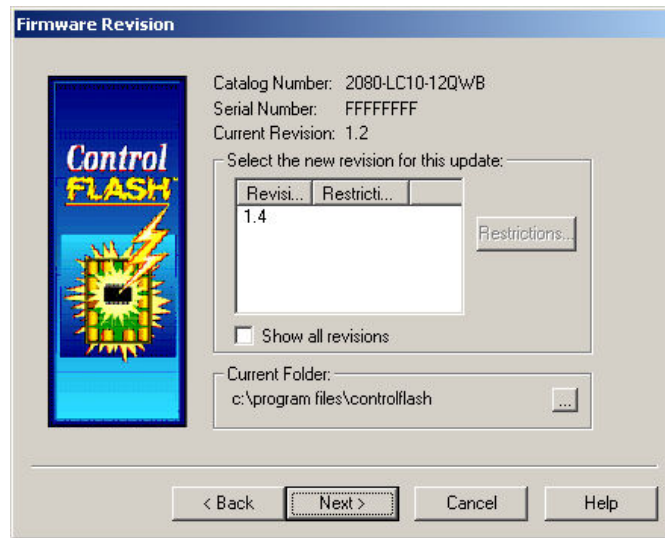 Firmware Revision
Control
FLASH
Catalog Number: 2080-LC10-12QWB
Serial Number: FFFFFFFF
Current Revision: 1.2
Select the new revision for this update:
Revisi... Restricti...
1.4
Restrictions...
Show all revisions
Current Folder:
c:\program files\controlflash
...
< Back Next > Cancel Help